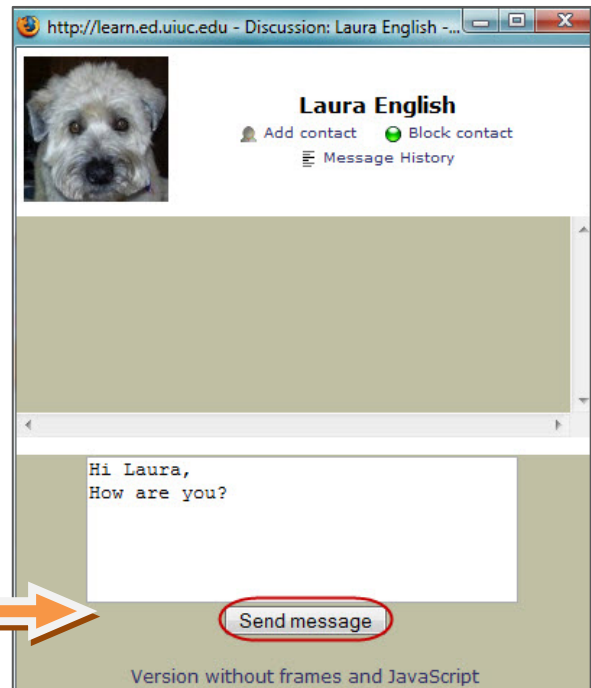 http://learn.ed.uiuc.edu - Discussion: Laura English -...
Laura English
Add contact Block contact
Message History
Hi Laura,
How are you?
Send message
Version without frames and JavaScript